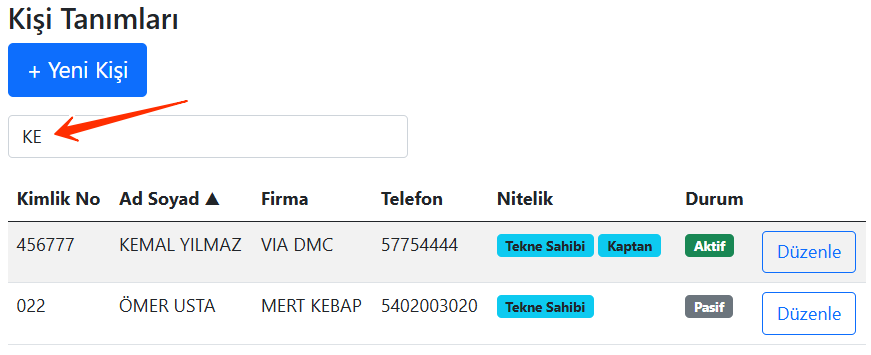 Kişi Tanımları
+ Yeni Kişi
KE
Kimlik No Ad Soyad ▲ Firma Telefon Nitelik Durum
456777 KEMAL YILMAZ VIA DMC 57754444 Tekne Sahibi Kaptan Aktif Düzenle
022 ÖMER USTA MERT KEBAP 5402003020 Tekne Sahibi Pasif Düzenle